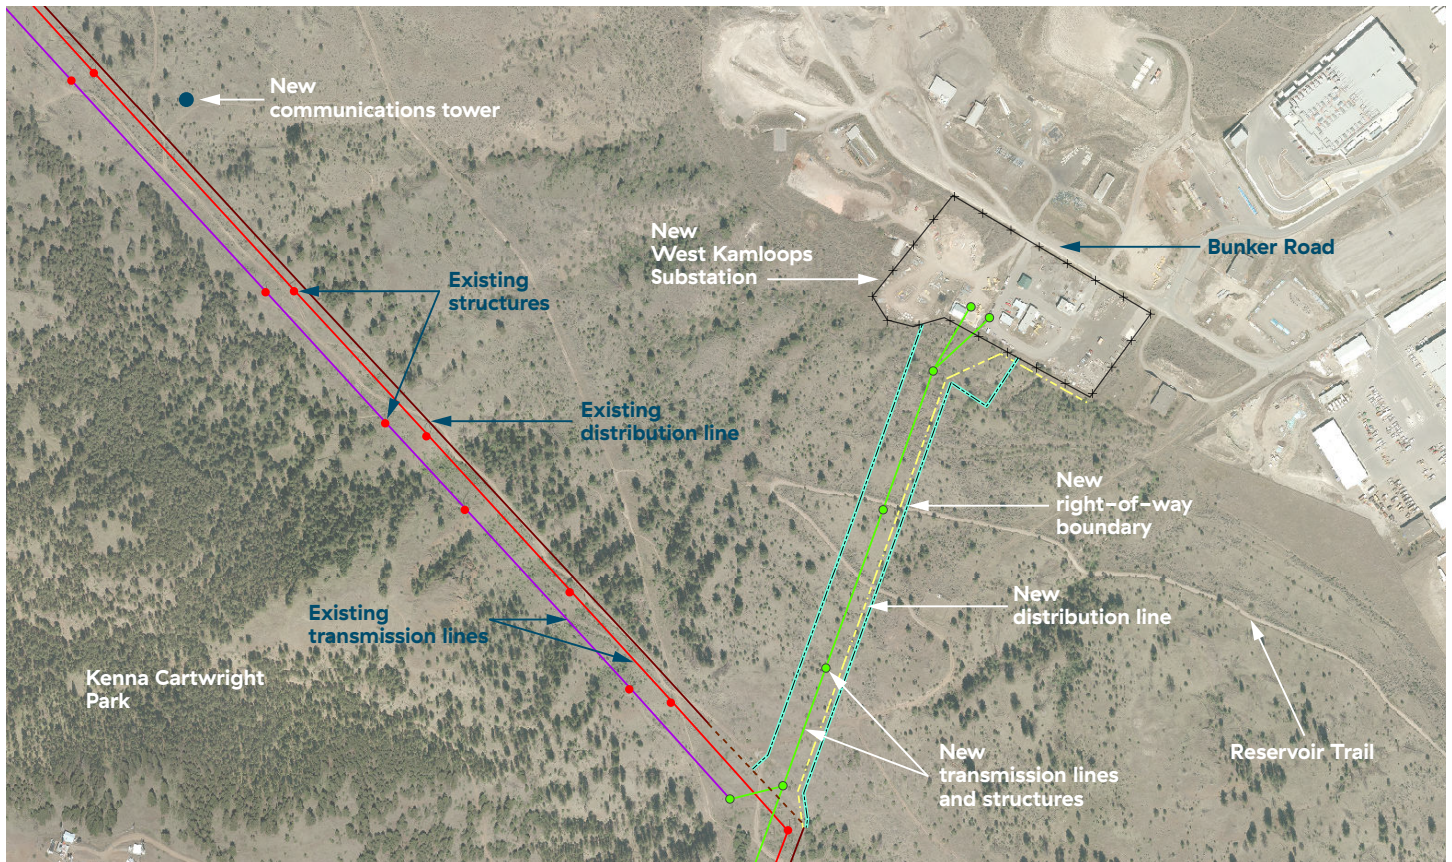 New
communications tower
New
West Kamloops
Substation
Bunker Road
Existing
structures
Existing
distribution line
New
right-of-way
boundary
New
distribution line
Existing
transmission lines
Kenna Cartwright
Park
New
transmission lines
and structures
Reservoir Trail